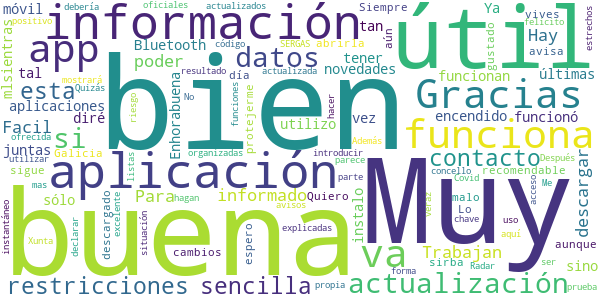 móvil
debería
oficiales
actualizados
Siempre
Ya
positivo
información
felicito
vives
estrechos
código
SERGAS
abriría
tan
Hay
útil
app
Bluetooth
aún
gustado
avisa
mlsientras
tal
mostrará
poder
datos
tener
novedades
funcionan
últimas
esta
Quizás
resultado
actualizada
día
bien
Gracias
aplicaciones
riesgo
No
funciones
Enhorabuena
protejerme
diré
utilizo
vez
encendido
funcionó
Facil
si
hacer
funciona
juntas
ofrecida
organizadas
Además
Después
Galicia
utilizar
introducir
contacto
recomendable
sigue
aplicación
listas
parece
concello
descargar
mas
hagan
Muy
parte
Covid
malo
Me
acceso
sólo
Para
informado
Quiero
instalo
Lo
veraz
instantáneo
buena
descargado
excelente
avisos
chave
uso
aquí
aunque
Xunta
declarar
situación
cambios
explicadas
Trabajan
espero
va
sirba
Radar
ser
sino
restricciones
sencilla
propia
forma
actualización
prueba